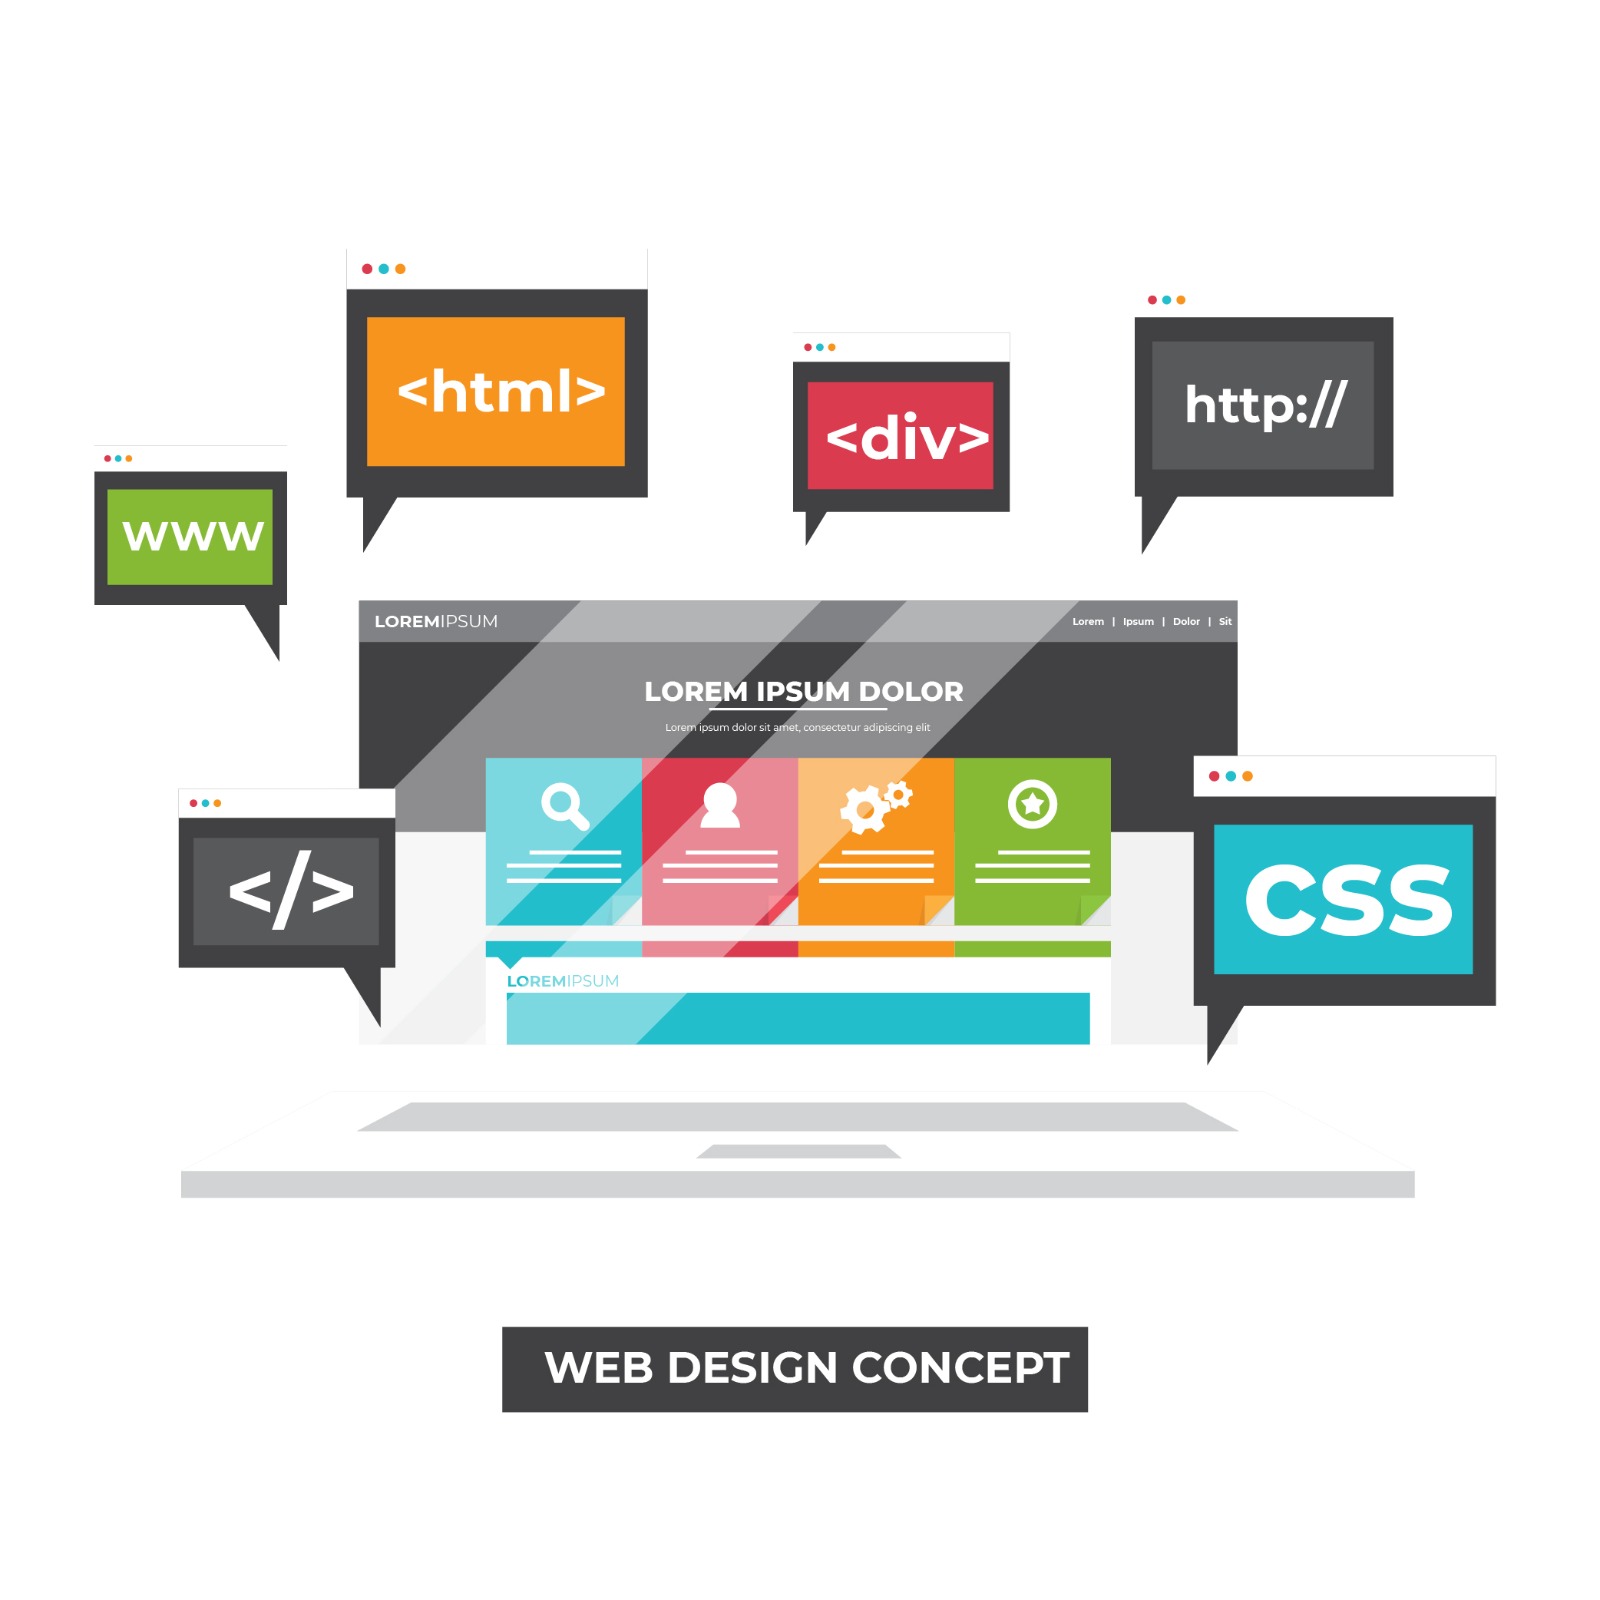 <html>
<div>
http://
www
LOREMIPSUM
Lorem | Ipsum | Dolor | Sit
LOREM IPSUM DOLOR
Lorem ipsum dolor sit amet, consectetur adipiscing elit
</>
CSS
LOREMIPSUM
WEB DESIGN CONCEPT